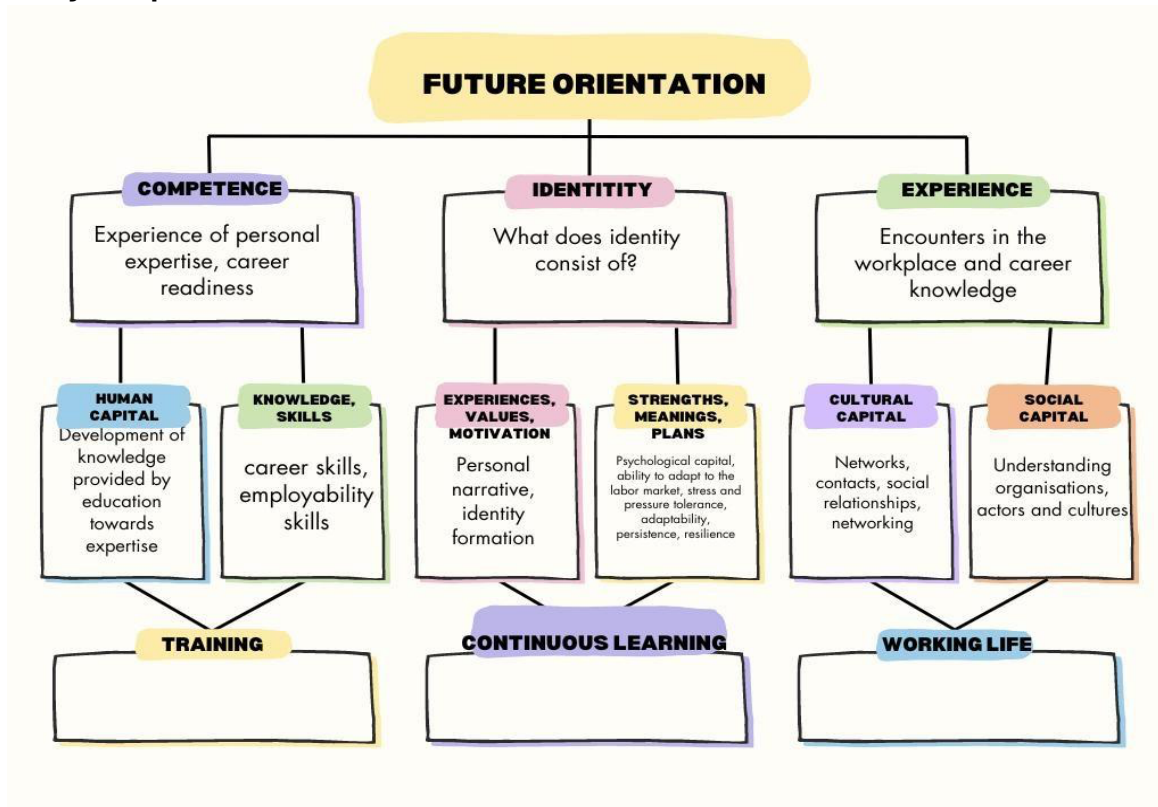 FUTURE ORIENTATION
COMPETENCE
Experience of personal
expertise, career
readiness
IDENTITITY
What does identity
consist of?
EXPERIENCE
Encounters in the
workplace and career
knowledge
HUMAN
CAPITAL
Development of
knowledge
provided by
education
towards
expertise
KNOWLEDGE,
SKILLS
career skills,
employability
skills
EXPERIENCES,
VALUES,
MOTIVATION
Personal
narrative,
identity
formation
STRENGTHS,
MEANINGS,
PLANS
Psychological capital,
ability to adapt to the
labor market, stress and
pressure tolerance,
adaptability,
persistence, resilience
CULTURAL
CAPITAL
Networks,
contacts, social
relationships,
networking
SOCIAL
CAPITAL
Understanding
organisations,
actors and cultures
TRAINING
CONTINUOUS LEARNING
WORKING LIFE